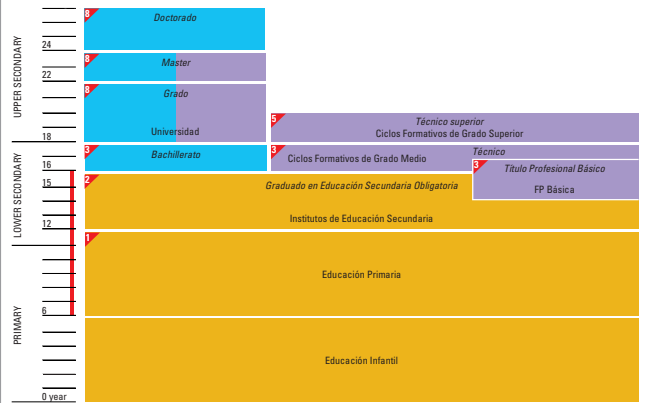 8
Doctorado
24
8
Master
22
8
Grado
UPPER SECONDARY
5
Técnico superior
Universidad
Ciclos Formativos de Grado Superior
18
3
Bachillerato
3
Técnico
Ciclos Formativos de Grado Medio
16
3
Título Profesional Básico
15
2
Graduado en Educación Secundaria Obligatoria
FP Básica
LOWER SECONDARY
Institutos de Educación Secundaria
12
1
Educación Primaria
6
PRIMARY
Educación Infantil
0 year